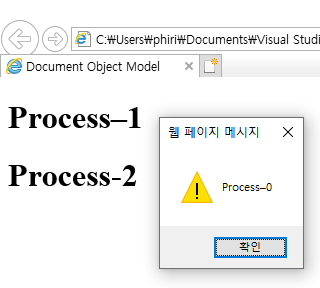 C:₩Users₩phiri₩Documents₩Visual Studi
Document Object Model
Process–1
Process-2
웹 페이지 메시지
Process–0
확인